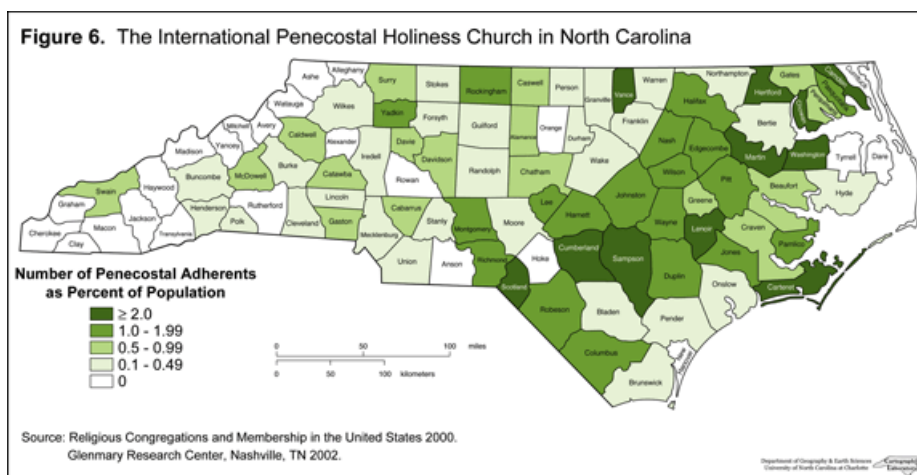 Figure 6. The International Penecostal Holiness Church in North Carolina
Ashe
Alleghany
Surry
Stokes
Rockingham
Caswell
Person
Granville
Vance
Warren
Northampton
Hertford
Gates
Camden
Currituck
Watauga
Wilkes
Yadkin
Forsyth
Guilford
Alamance
Orange
Durham
Franklin
Halifax
Bertie
Mitchell
Avery
Yancey
Madison
Caldwell
Alexander
Iredell
Davie
Davidson
Randolph
Chatham
Wake
Nash
Edgecombe
Martin
Washington
Tyrrell
Dare
Swain
Haywood
Buncombe
McDowell
Burke
Catawba
Rowan
Wilson
Pitt
Beaufort
Hyde
Graham
Jackson
Henderson
Polk
Rutherford
Cleveland
Lincoln
Gaston
Cabarrus
Stanly
Montgomery
Moore
Lee
Harnett
Johnston
Wayne
Greene
Craven
Pamlico
Cherokee
Clay
Macon
Transylvania
Mecklenburg
Union
Anson
Richmond
Hoke
Cumberland
Sampson
Lenoir
Jones
Carteret
Scotland
Robeson
Bladen
Duplin
Onslow
Pender
Columbus
New Hanover
Brunswick
Number of Penecostal Adherents
as Percent of Population
≥ 2.0
1.0 - 1.99
0.5 - 0.99
0.1 - 0.49
0
0 50 100 miles
0 50 100 kilometers
Source: Religious Congregations and Membership in the United States 2000.
Glenmary Research Center, Nashville, TN 2002.
Department of Geography & Earth Sciences
University of North Carolina at Charlotte